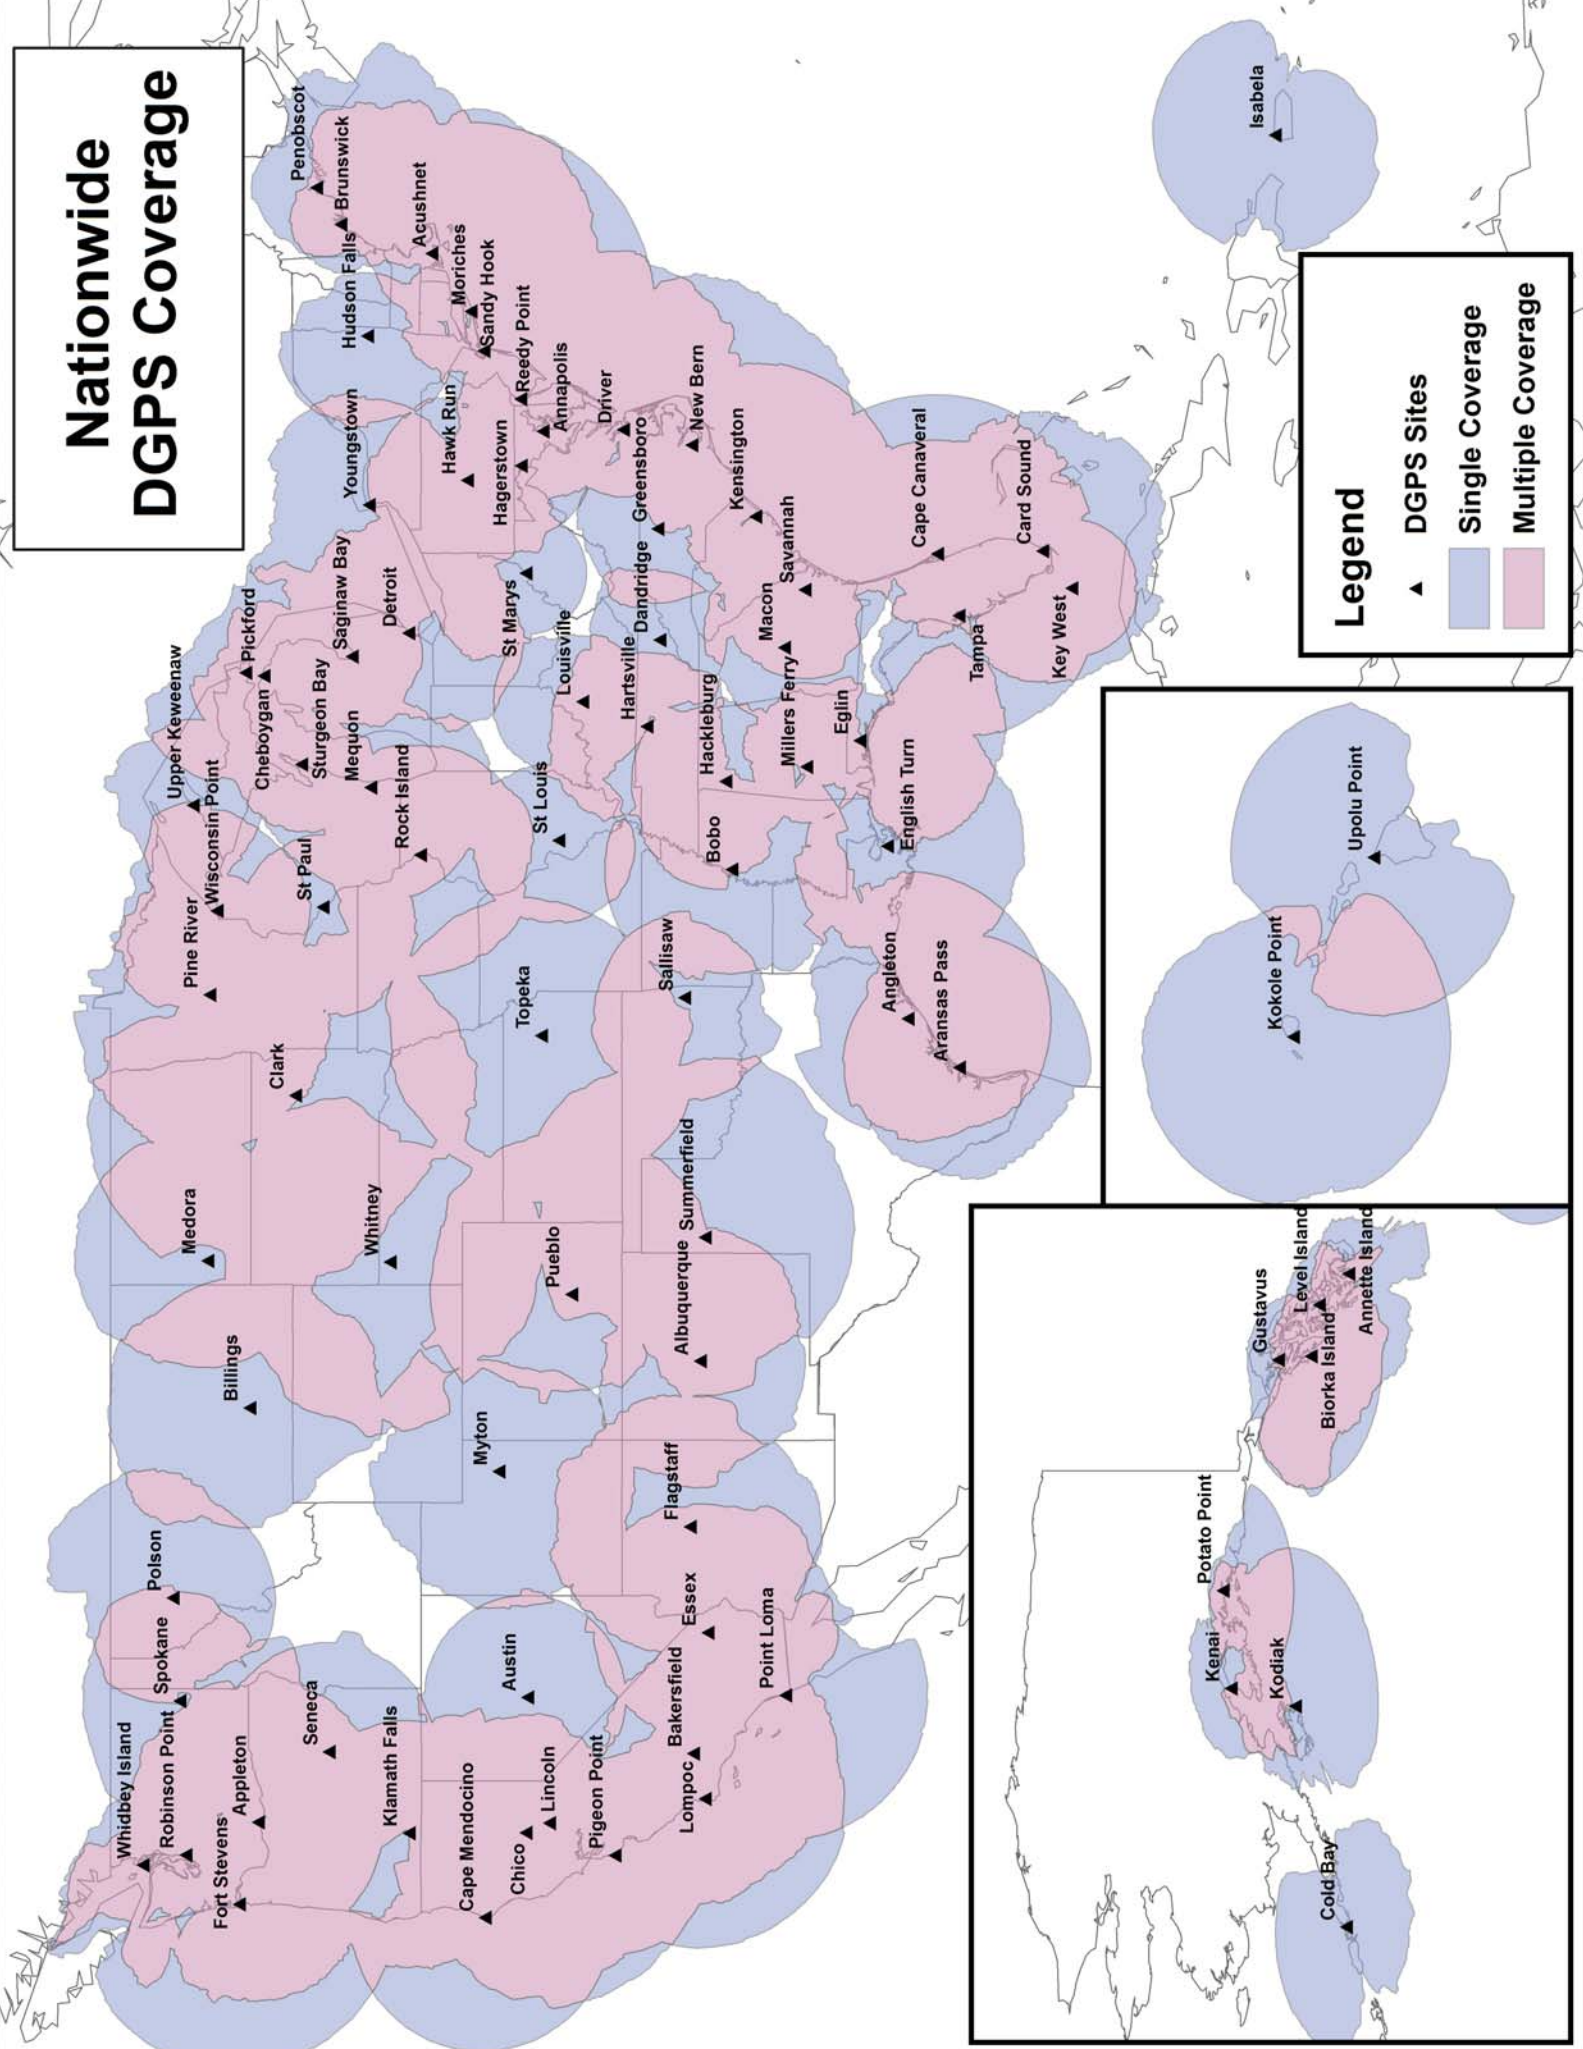 Nationwide
DGPS Coverage
Penobscot
Brunswick
Hudson Falls
Acushnet
Moriches
Sandy Hook
Reedy Point
Youngstown
Hawk Run
Hagerstown
Annapolis
Driver
New Bern
Greensboro
Kensington
Savannah
Cape Canaveral
Card Sound
Isabela
Upper Keweenaw
Pickford
Saginaw Bay
Detroit
St Marys
Louisville
Dandridge
Macon
Tampa
Key West
Cheboygan
Sturgeon Bay
Mequon
Wisconsin Point
Rock Island
St Paul
St Louis
Hartsville
Hackleburg
Millers Ferry
Eglin
Bobo
English Turn
Pine River
Clark
Topeka
Sallisaw
Angleton
Aransas Pass
Medora
Whitney
Pueblo
Summerfield
Albuquerque
Billings
Myton
Flagstaff
Polson
Spokane
Seneca
Austin
Essex
Point Loma
Bakersfield
Lompoc
Whidbey Island
Robinson Point
Appleton
Fort Stevens
Klamath Falls
Cape Mendocino
Chico
Lincoln
Pigeon Point
Gustavus
Level Island
Biorka Island
Annette Island
Potato Point
Kenai
Kodiak
Cold Bay
Kokole Point
Upolu Point
Legend
DGPS Sites
Single Coverage
Multiple Coverage